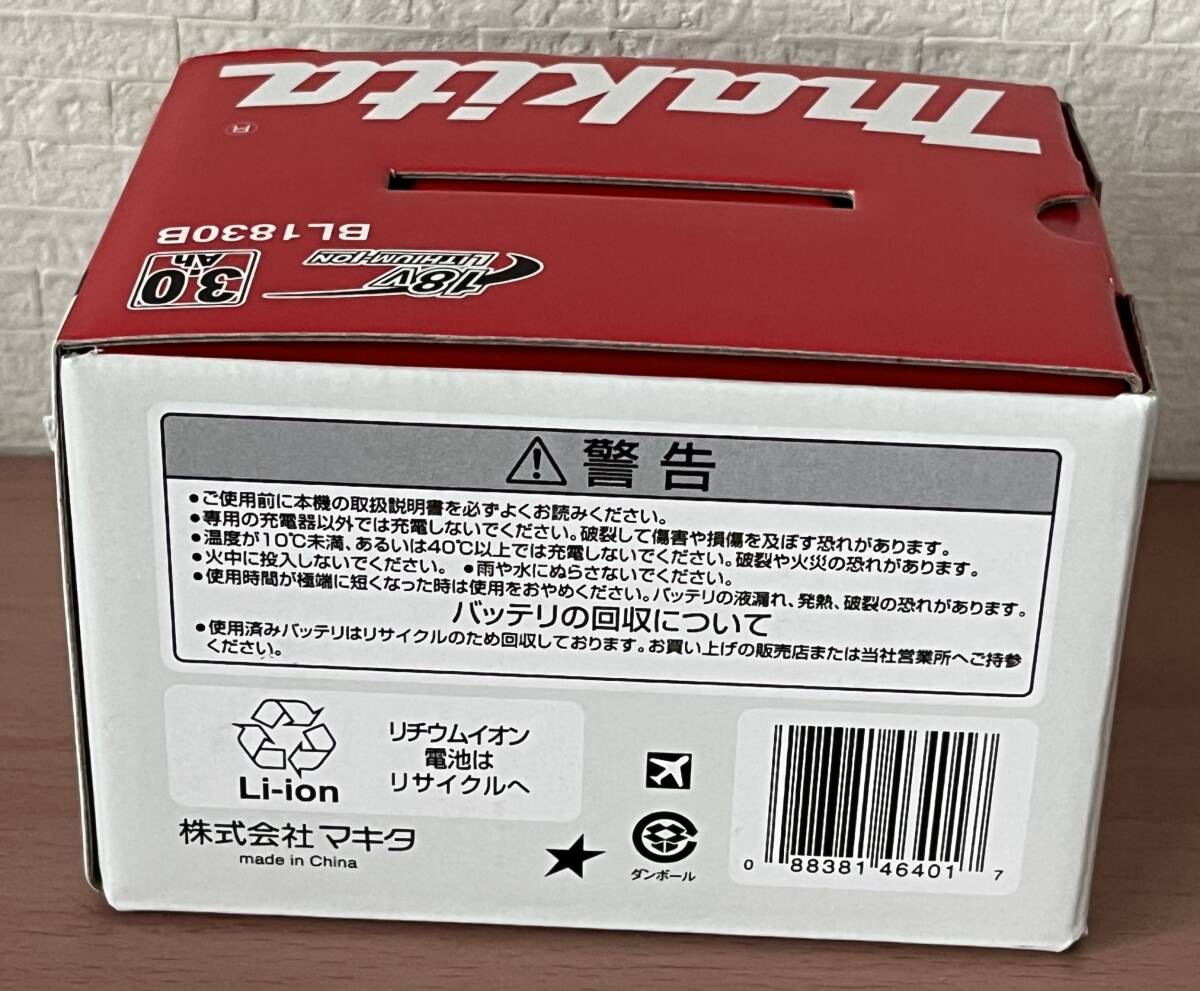 makita
®
BL1830B
18V
LITHIUM-ION
3.0
Ah
警告
●ご使用前に本機の取扱説明書を必ずよくお読みください。
●専用の充電器以外では充電しないでください。破裂して傷害や損傷を及ぼす恐れがあります。
●温度が10℃未満、あるいは40℃以上では充電しないでください。破裂や火災の恐れがあります。
●火中に投入しないでください。 ●雨や水にぬらさないでください。
●使用時間が極端に短くなった時は使用をおやめください。バッテリの液漏れ、発熱、破裂の恐れがあります。
バッテリの回収について
●使用済みバッテリはリサイクルのため回収しております。お買い上げの販売店または当社営業所へご持参
ください。
Li-ion
リチウムイオン
電池は
リサイクルへ
株式会社マキタ
made in China
ダンボール
0 88381 46401 7